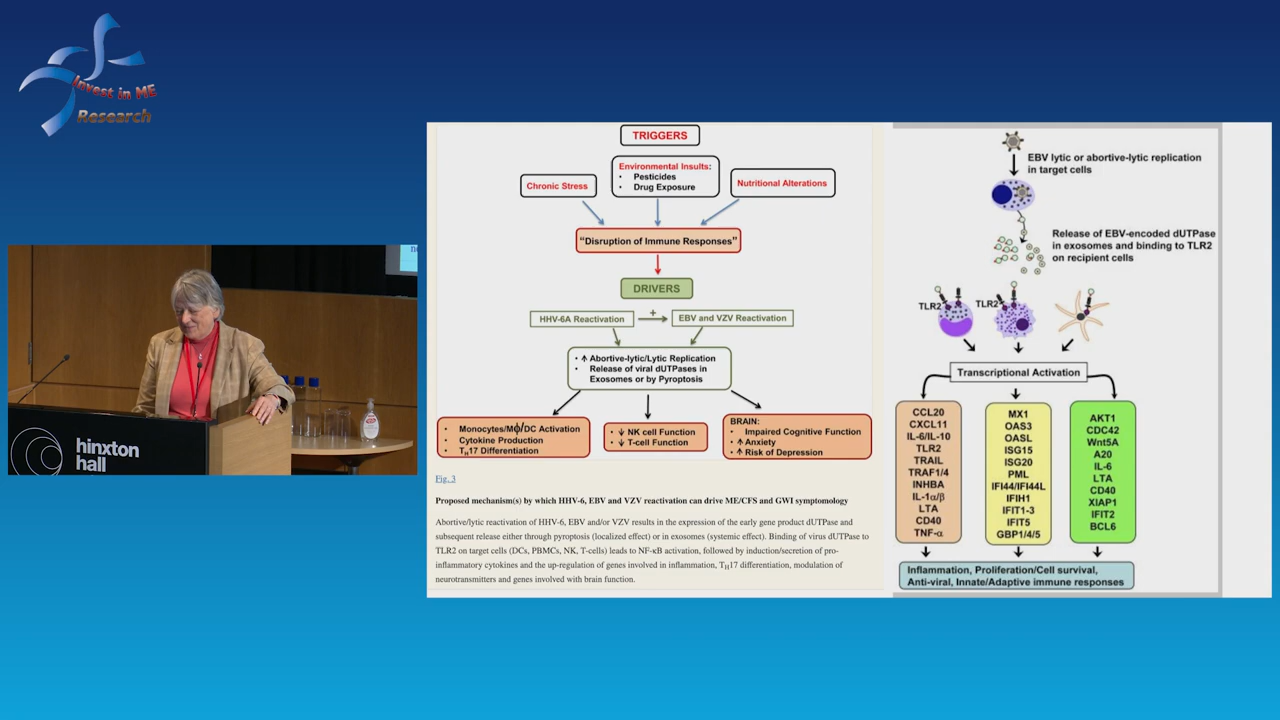 Invest in ME
Research
hinxton
hall
TRIGGERS
Chronic Stress
Environmental Insults:
• Pesticides
• Drug Exposure
Nutritional Alterations
“Disruption of Immune Responses”
DRIVERS
HHV-6A Reactivation
+
EBV and VZV Reactivation
• ↑ Abortive-lytic/Lytic Replication
• Release of viral dUTPases in
Exosomes or by Pyroptosis
• Monocytes/Mϕ/DC Activation
• Cytokine Production
• TH17 Differentiation
• ↓ NK cell Function
• ↓ T-cell Function
BRAIN:
• Impaired Cognitive Function
• ↑ Anxiety
• ↑ Risk of Depression
Fig. 3
Proposed mechanism(s) by which HHV-6, EBV and VZV reactivation can drive ME/CFS and GWI symptomology
Abortive/lytic reactivation of HHV-6, EBV and/or VZV results in the expression of the early gene product dUTPase and
subsequent release either through pyroptosis (localized effect) or in exosomes (systemic effect). Binding of virus dUTPase to
TLR2 on target cells (DCs, PBMCs, NK, T-cells) leads to NF-κB activation, followed by induction/secretion of pro-
inflammatory cytokines and the up-regulation of genes involved in inflammation, TH17 differentiation, modulation of
neurotransmitters and genes involved with brain function.
EBV lytic or abortive-lytic replication
in target cells
Release of EBV-encoded dUTPase
in exosomes and binding to TLR2
on recipient cells
TLR2
TLR2
Transcriptional Activation
CCL20
CXCL11
IL-6/IL-10
TLR2
TRAIL
TRAF1/4
INHBA
IL-1α/β
LTA
CD40
TNF-α
MX1
OAS3
OASL
ISG15
ISG20
PML
IFI44/IFI44L
IFIH1
IFIT1-3
IFIT5
GBP1/4/5
AKT1
CDC42
Wnt5A
A20
IL-6
LTA
CD40
XIAP1
IFIT2
BCL6
Inflammation, Proliferation/Cell survival,
Anti-viral, Innate/Adaptive immune responses